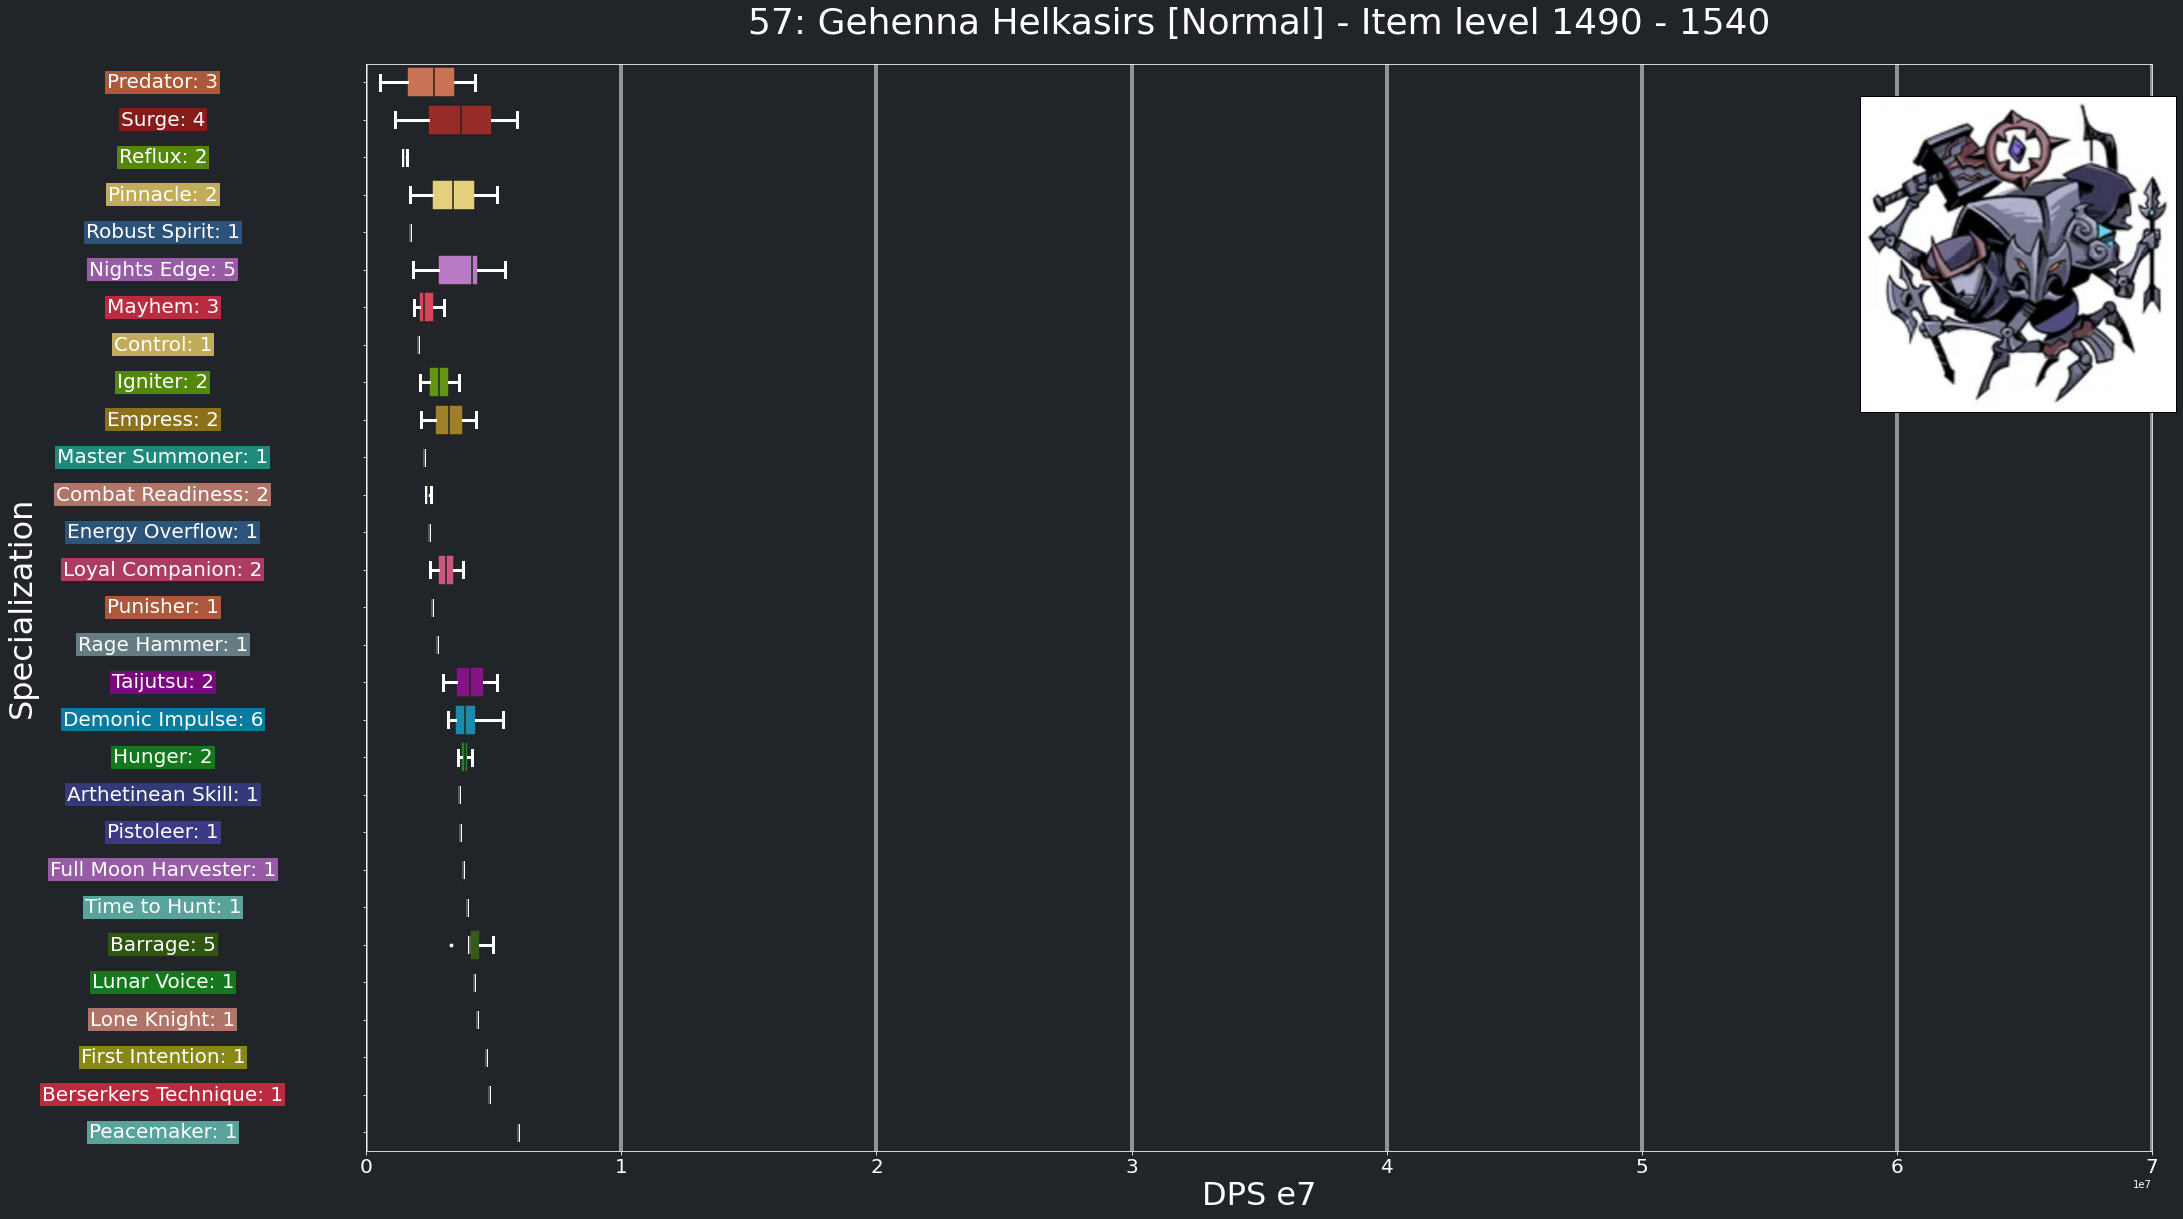 57: Gehenna Helkasirs [Normal] - Item level 1490 - 1540
Specialization
Predator: 3
Surge: 4
Reflux: 2
Pinnacle: 2
Robust Spirit: 1
Nights Edge: 5
Mayhem: 3
Control: 1
Igniter: 2
Empress: 2
Master Summoner: 1
Combat Readiness: 2
Energy Overflow: 1
Loyal Companion: 2
Punisher: 1
Rage Hammer: 1
Taijutsu: 2
Demonic Impulse: 6
Hunger: 2
Arthetinean Skill: 1
Pistoleer: 1
Full Moon Harvester: 1
Time to Hunt: 1
Barrage: 5
Lunar Voice: 1
Lone Knight: 1
First Intention: 1
Berserkers Technique: 1
Peacemaker: 1
0 1 2 3 4 5 6 7
1e7
DPS e7